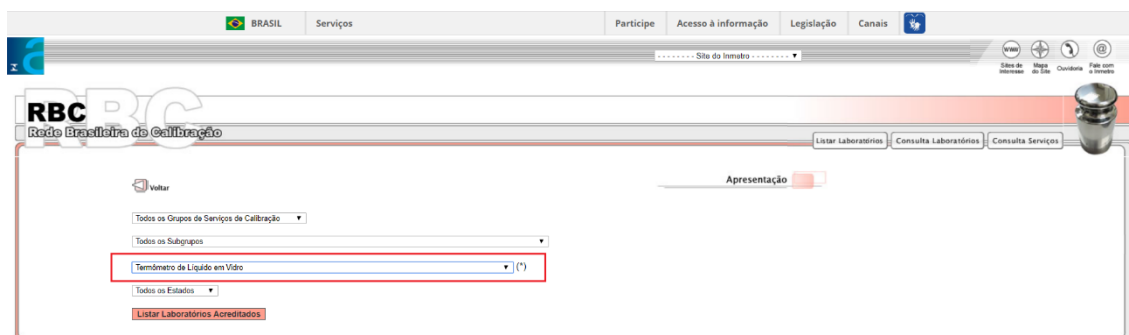 BRASIL Serviços Participe Acesso à informação Legislação Canais
- - - - - - - - Site do Inmetro - - - - - - - -
www
@
Sites de Interesse
Mapa do Site
Ouvidoria
Fale com o Inmetro
RBC
Rede Brasileira de Calibração
Listar Laboratórios Consulta Laboratórios Consulta Serviços
Voltar
Apresentação
Todos os Grupos de Serviços de Calibração
Todos os Subgrupos
Termômetro de Líquido em Vidro (*)
Todos os Estados
Listar Laboratórios Acreditados